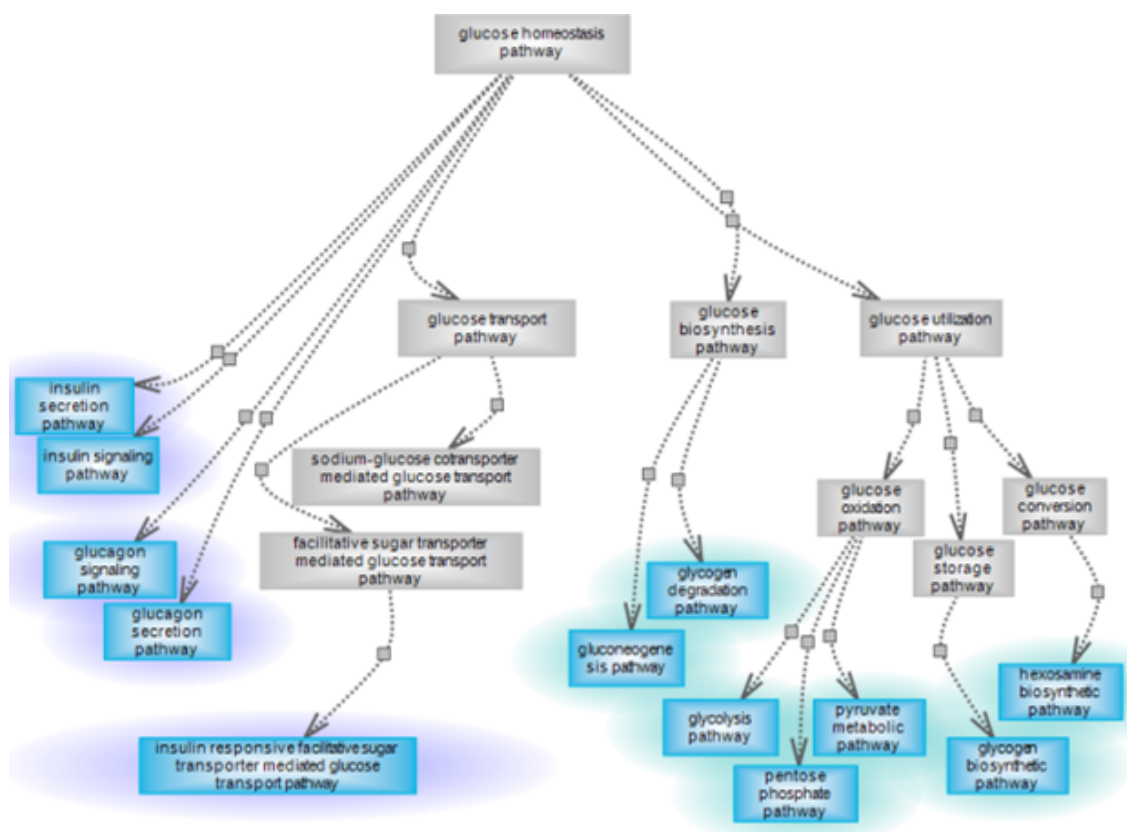 glucose homeostasis
pathway
glucose transport
pathway
glucose
biosynthesis
pathway
glucose utilization
pathway
insulin
secretion
pathway
insulin signaling
pathway
sodium-glucose cotransporter
mediated glucose transport
pathway
glucose
oxidation
pathway
glucose
conversion
pathway
facilitative sugar transporter
mediated glucose transport
pathway
glucagon
signaling
pathway
glucose
storage
pathway
glycogen
degradation
pathway
glucagon
secretion
pathway
gluconeogene
sis pathway
hexosamine
biosynthetic
pathway
glycolysis
pathway
pyruvate
metabolic
pathway
insulin responsive facilitative sugar
transporter mediated glucose
transport pathway
glycogen
biosynthetic
pathway
pentose
phosphate
pathway